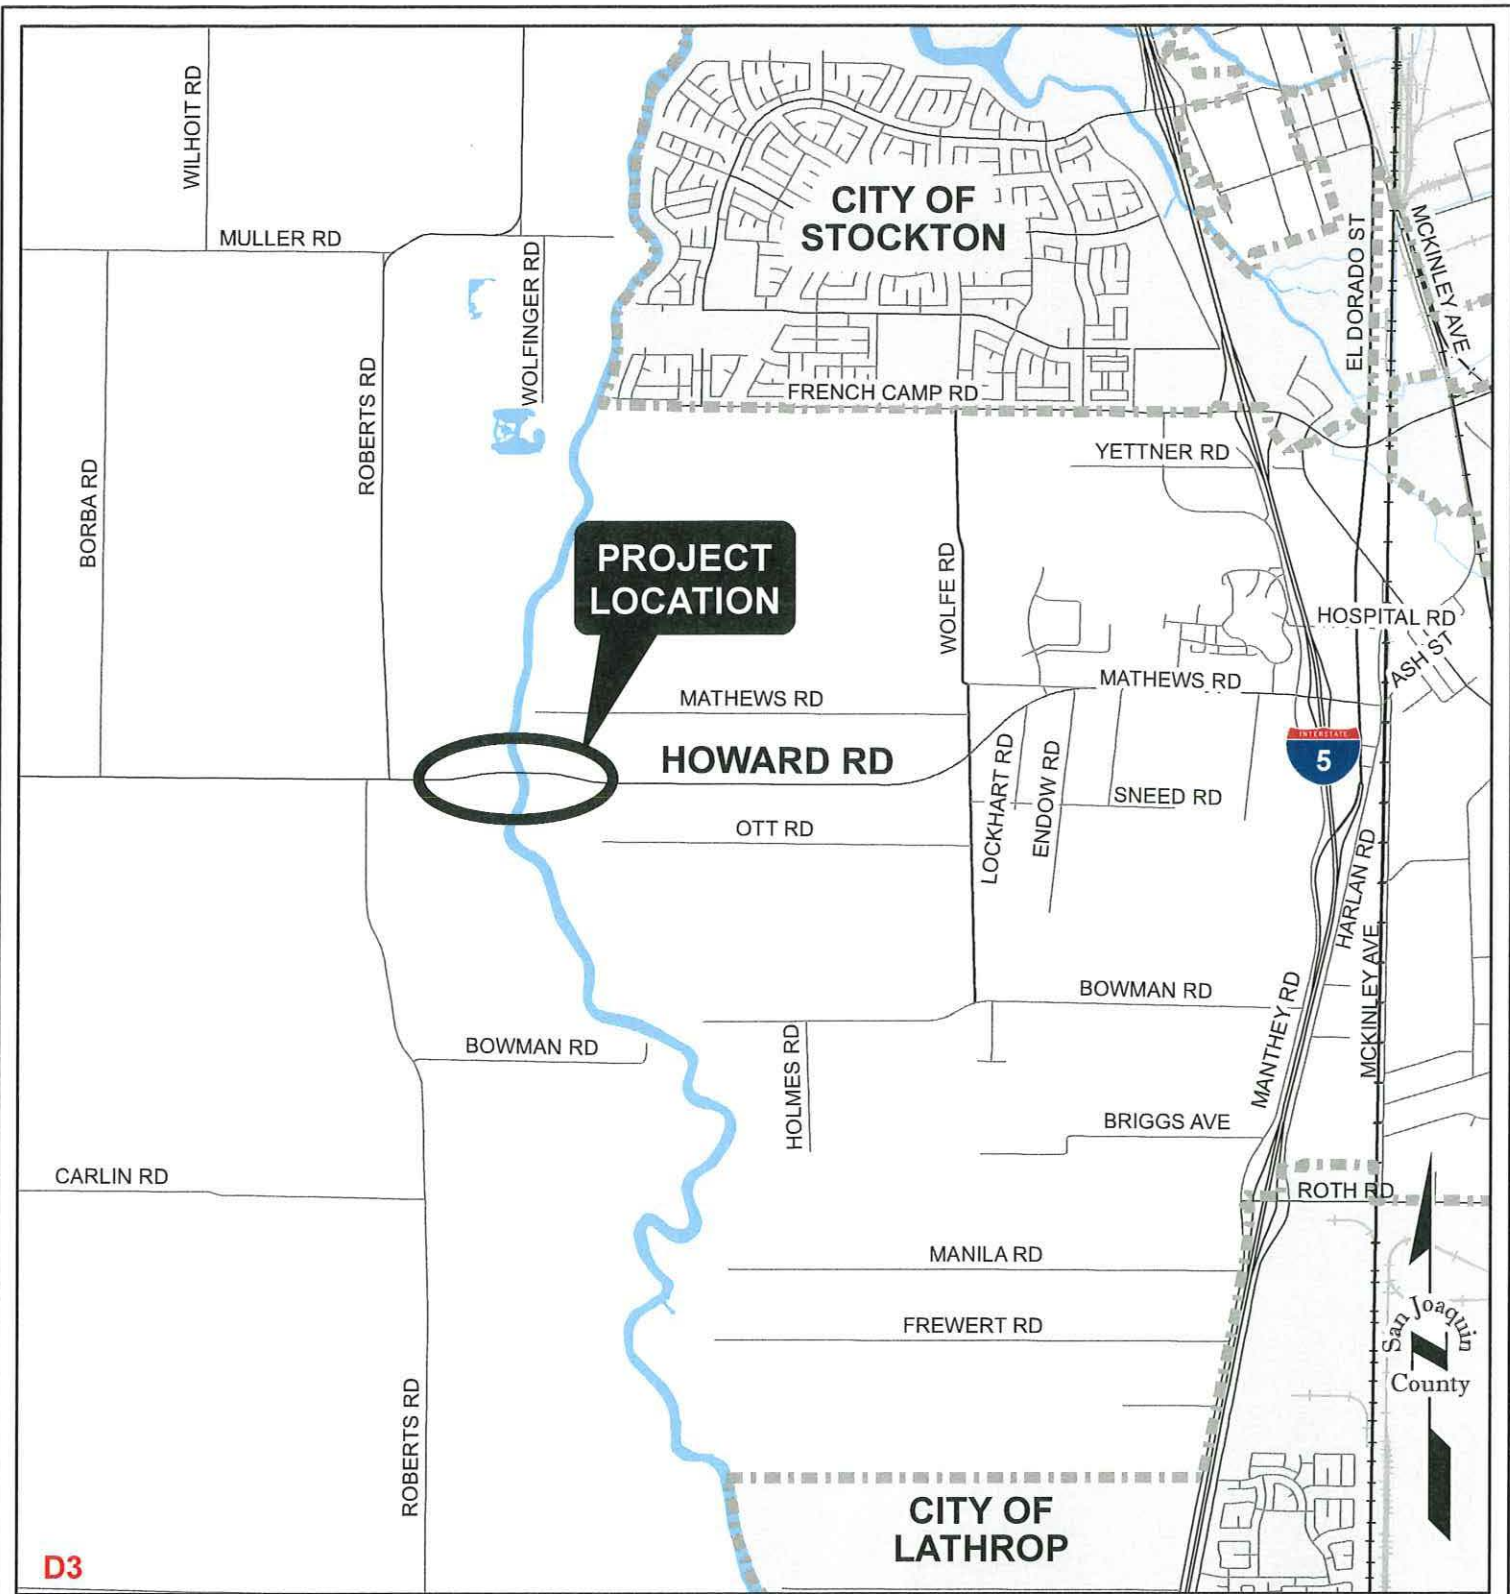 WILHOIT RD
MULLER RD
WOLFINGER RD
CITY OF
STOCKTON
EL DORADO ST
MCKINLEY AVE
BORBA RD
ROBERTS RD
FRENCH CAMP RD
YETTNER RD
PROJECT
LOCATION
WOLFE RD
HOSPITAL RD
ASH ST
MATHEWS RD
MATHEWS RD
HOWARD RD
INTERSTATE
5
LOCKHART RD
ENDOW RD
SNEED RD
OTT RD
HARLAN RD
MCKINLEY AVE
BOWMAN RD
MANTHEY RD
BOWMAN RD
HOLMES RD
BRIGGS AVE
CARLIN RD
ROTH RD
MANILA RD
FREWERT RD
San Joaquin
County
ROBERTS RD
CITY OF
LATHROP
D3